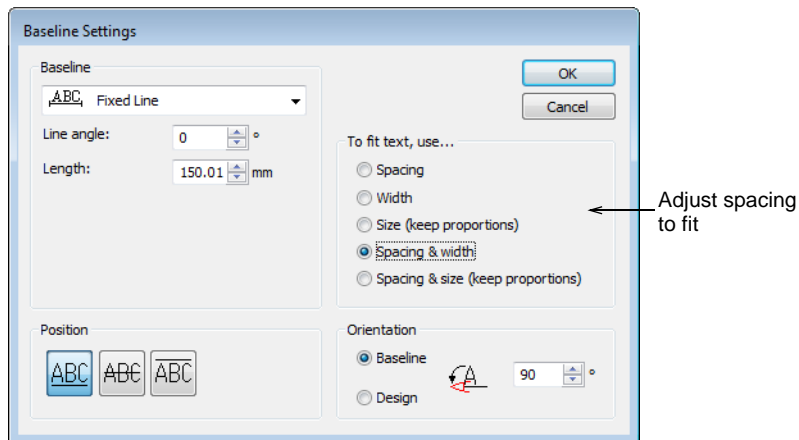 Baseline Settings
Baseline
ABC Fixed Line
Line angle: 0 °
Length: 150.01 mm
OK
Cancel
To fit text, use...
Spacing
Width
Size (keep proportions)
Spacing & width
Spacing & size (keep proportions)
Adjust spacing
to fit
Position
ABC ABC ABC
Orientation
Baseline
Design
A 90 °